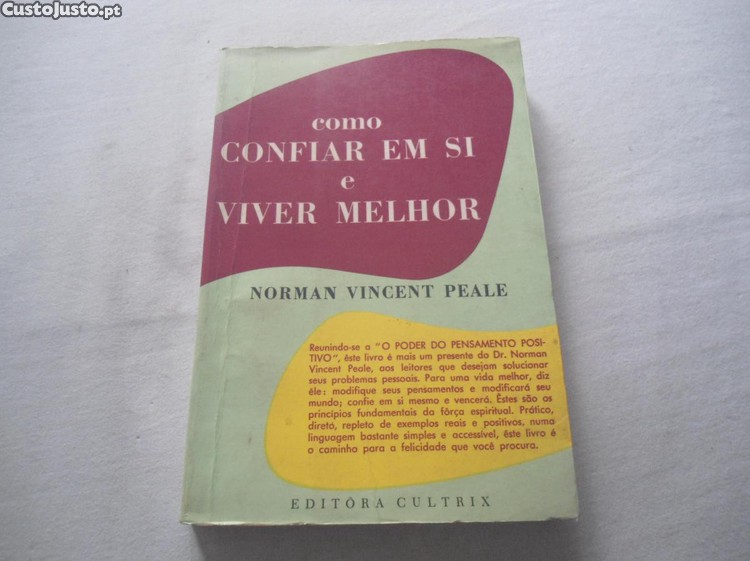 CustoJusto.pt
como
CONFIAR EM SI
e
VIVER MELHOR
NORMAN VINCENT PEALE
Reunindo-se a "O PODER DO PENSAMENTO POSI-
TIVO", êste livro é mais um presente do Dr. Norman
Vincent Peale, aos leitores que desejam solucionar
seus problemas pessoais. Para uma vida melhor, diz
êle: modifique seus pensamentos e modificará seu
mundo; confie em si mesmo e vencerá. Êstes são os
princípios fundamentais da fôrça espiritual. Prático,
direto, repleto de exemplos reais e positivos, numa
linguagem bastante simples e accessível, êste livro é
o caminho para a felicidade que você procura.
EDITÔRA CULTRIX